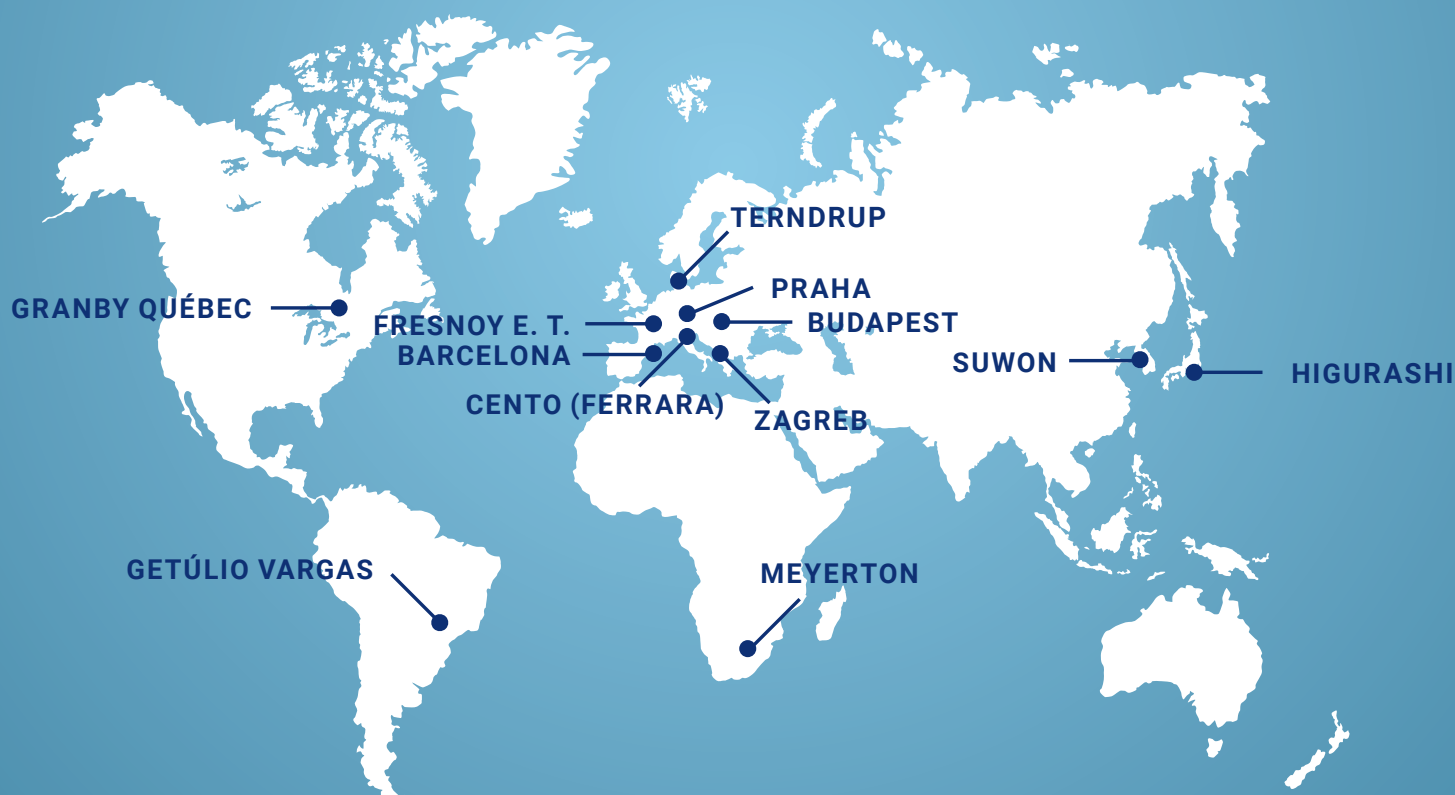 TERNDRUP
PRAHA
GRANBY QUÉBEC
FRESNOY E. T.
BUDAPEST
BARCELONA
SUWON
HIGURASHI
CENTO (FERRARA)
ZAGREB
GETÚLIO VARGAS
MEYERTON